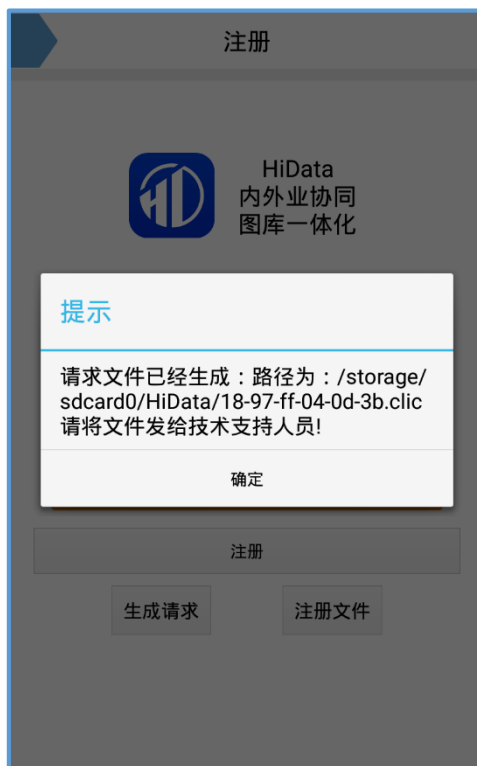 注册
HiData
内外业协同
图库一体化
提示
请求文件已经生成：路径为：/storage/
sdcard0/HiData/18-97-ff-04-0d-3b.clic
请将文件发给技术支持人员!
确定
注册
生成请求 注册文件